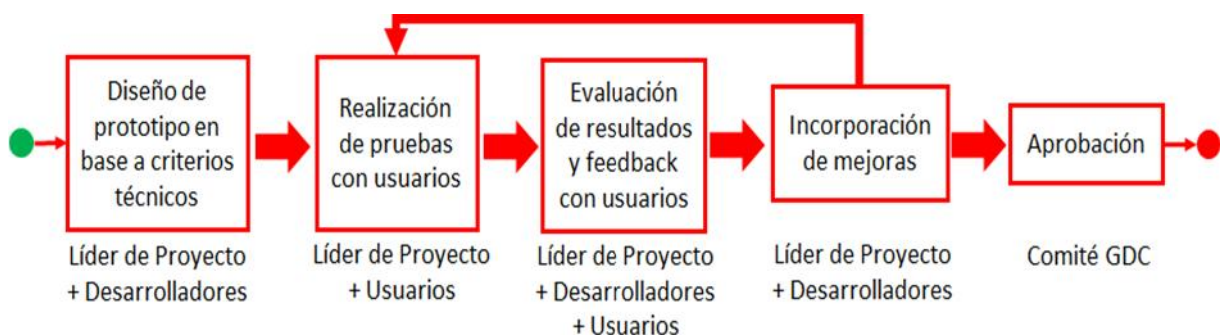 Diseño de
prototipo en
base a criterios
técnicos
Líder de Proyecto
+ Desarrolladores
Realización
de pruebas
con usuarios
Líder de Proyecto
+ Usuarios
Evaluación
de resultados
y feedback
con usuarios
Líder de Proyecto
+ Desarrolladores
+ Usuarios
Incorporación
de mejoras
Líder de Proyecto
+ Desarrolladores
Aprobación
Comité GDC